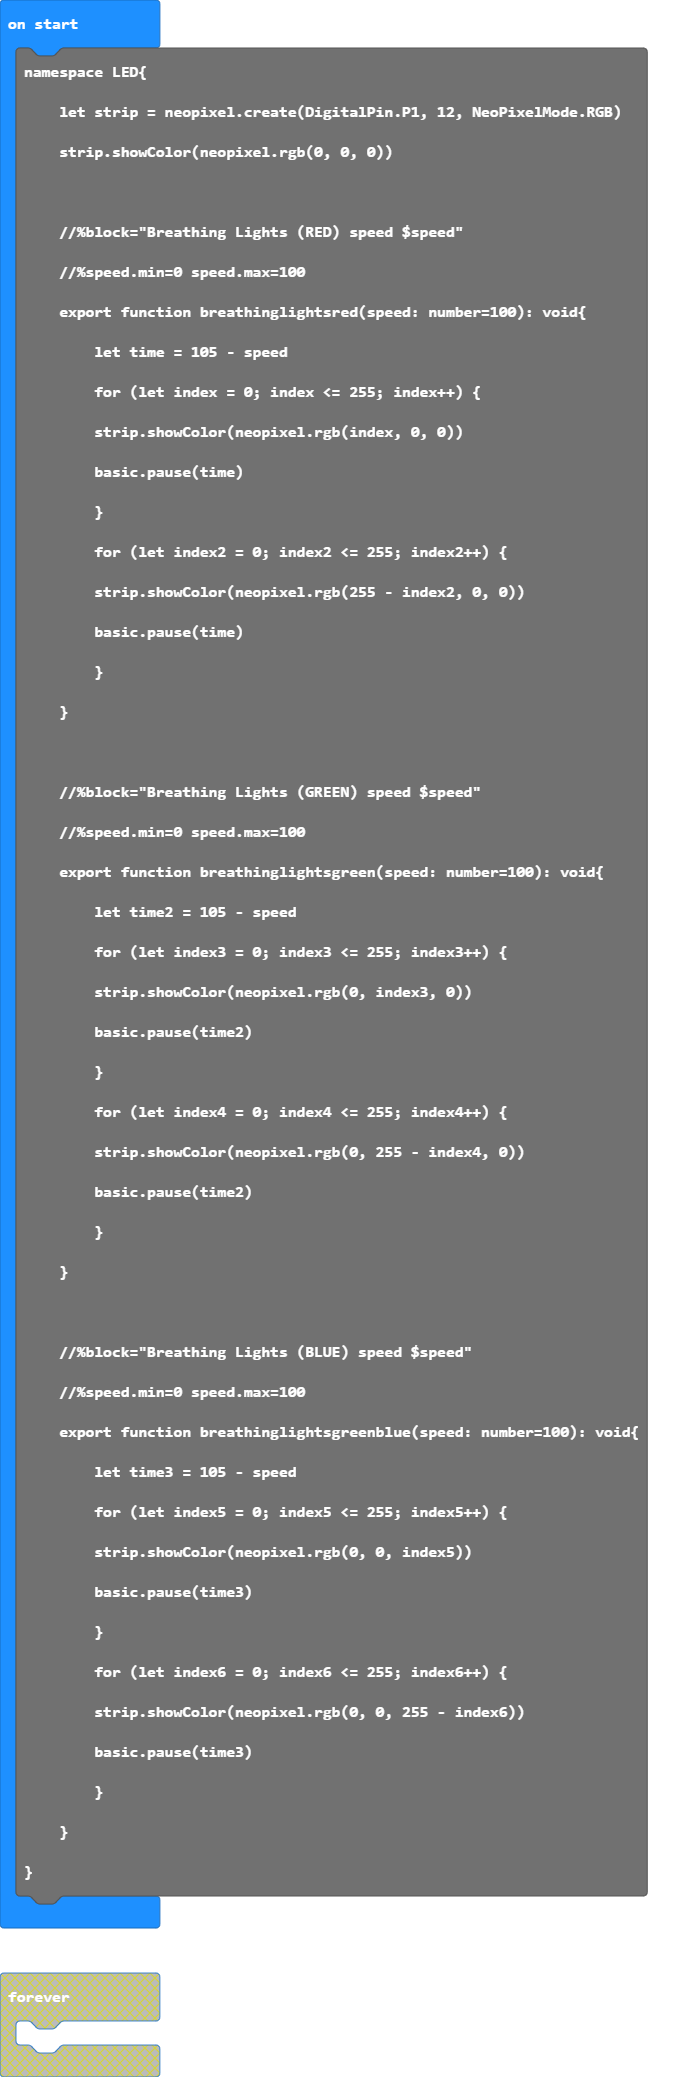 on start
namespace LED{
let strip = neopixel.create(DigitalPin.P1, 12, NeoPixelMode.RGB)
strip.showColor(neopixel.rgb(0, 0, 0))
//%block="Breathing Lights (RED) speed $speed"
//%speed.min=0 speed.max=100
export function breathinglightsred(speed: number=100): void{
let time = 105 - speed
for (let index = 0; index <= 255; index++) {
strip.showColor(neopixel.rgb(index, 0, 0))
basic.pause(time)
}
for (let index2 = 0; index2 <= 255; index2++) {
strip.showColor(neopixel.rgb(255 - index2, 0, 0))
basic.pause(time)
}
}
//%block="Breathing Lights (GREEN) speed $speed"
//%speed.min=0 speed.max=100
export function breathinglightsgreen(speed: number=100): void{
let time2 = 105 - speed
for (let index3 = 0; index3 <= 255; index3++) {
strip.showColor(neopixel.rgb(0, index3, 0))
basic.pause(time2)
}
for (let index4 = 0; index4 <= 255; index4++) {
strip.showColor(neopixel.rgb(0, 255 - index4, 0))
basic.pause(time2)
}
}
//%block="Breathing Lights (BLUE) speed $speed"
//%speed.min=0 speed.max=100
export function breathinglightsgreenblue(speed: number=100): void{
let time3 = 105 - speed
for (let index5 = 0; index5 <= 255; index5++) {
strip.showColor(neopixel.rgb(0, 0, index5))
basic.pause(time3)
}
for (let index6 = 0; index6 <= 255; index6++) {
strip.showColor(neopixel.rgb(0, 0, 255 - index6))
basic.pause(time3)
}
}
}
forever